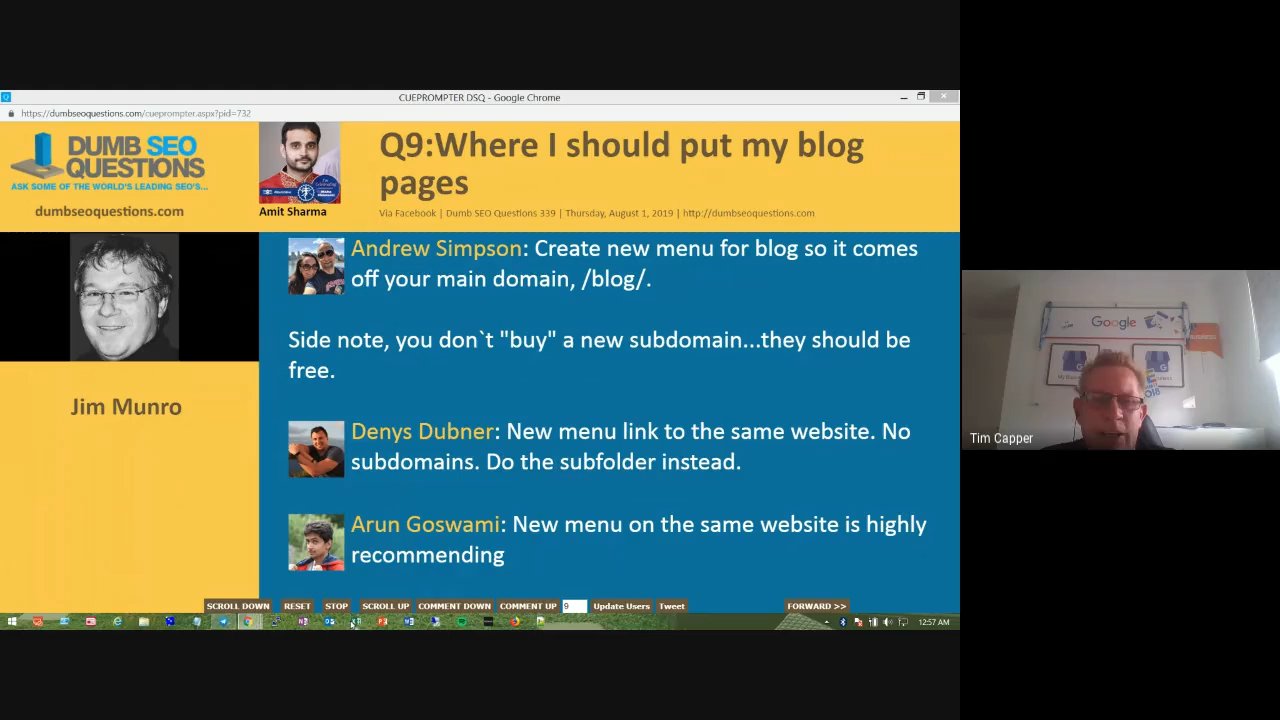 CUEPROMPTER DSQ - Google Chrome
https://dumbseoquestions.com/cueprompter.aspx?pid=732
DUMB SEO
QUESTIONS
ASK SOME OF THE WORLD'S LEADING SEO'S...
dumbseoquestions.com
Amit Sharma
Q9:Where I should put my blog
pages
Via Facebook | Dumb SEO Questions 339 | Thursday, August 1, 2019 | http://dumbseoquestions.com
Jim Munro
Andrew Simpson: Create new menu for blog so it comes
off your main domain, /blog/.
Side note, you don`t "buy" a new subdomain...they should be
free.
Denys Dubner: New menu link to the same website. No
subdomains. Do the subfolder instead.
Arun Goswami: New menu on the same website is highly
recommending
SCROLL DOWN RESET STOP SCROLL UP COMMENT DOWN COMMENT UP 9 Update Users Tweet FORWARD >>
12:57 AM
Google
Tim Capper